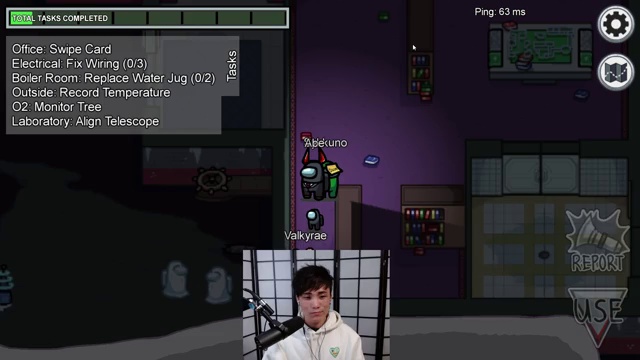 TOTAL TASKS COMPLETED
Ping: 63 ms
Office: Swipe Card
Electrical: Fix Wiring (0/3)
Boiler Room: Replace Water Jug (0/2)
Outside: Record Temperature
O2: Monitor Tree
Laboratory: Align Telescope
Tasks
Valkyrae
REPORT
USE